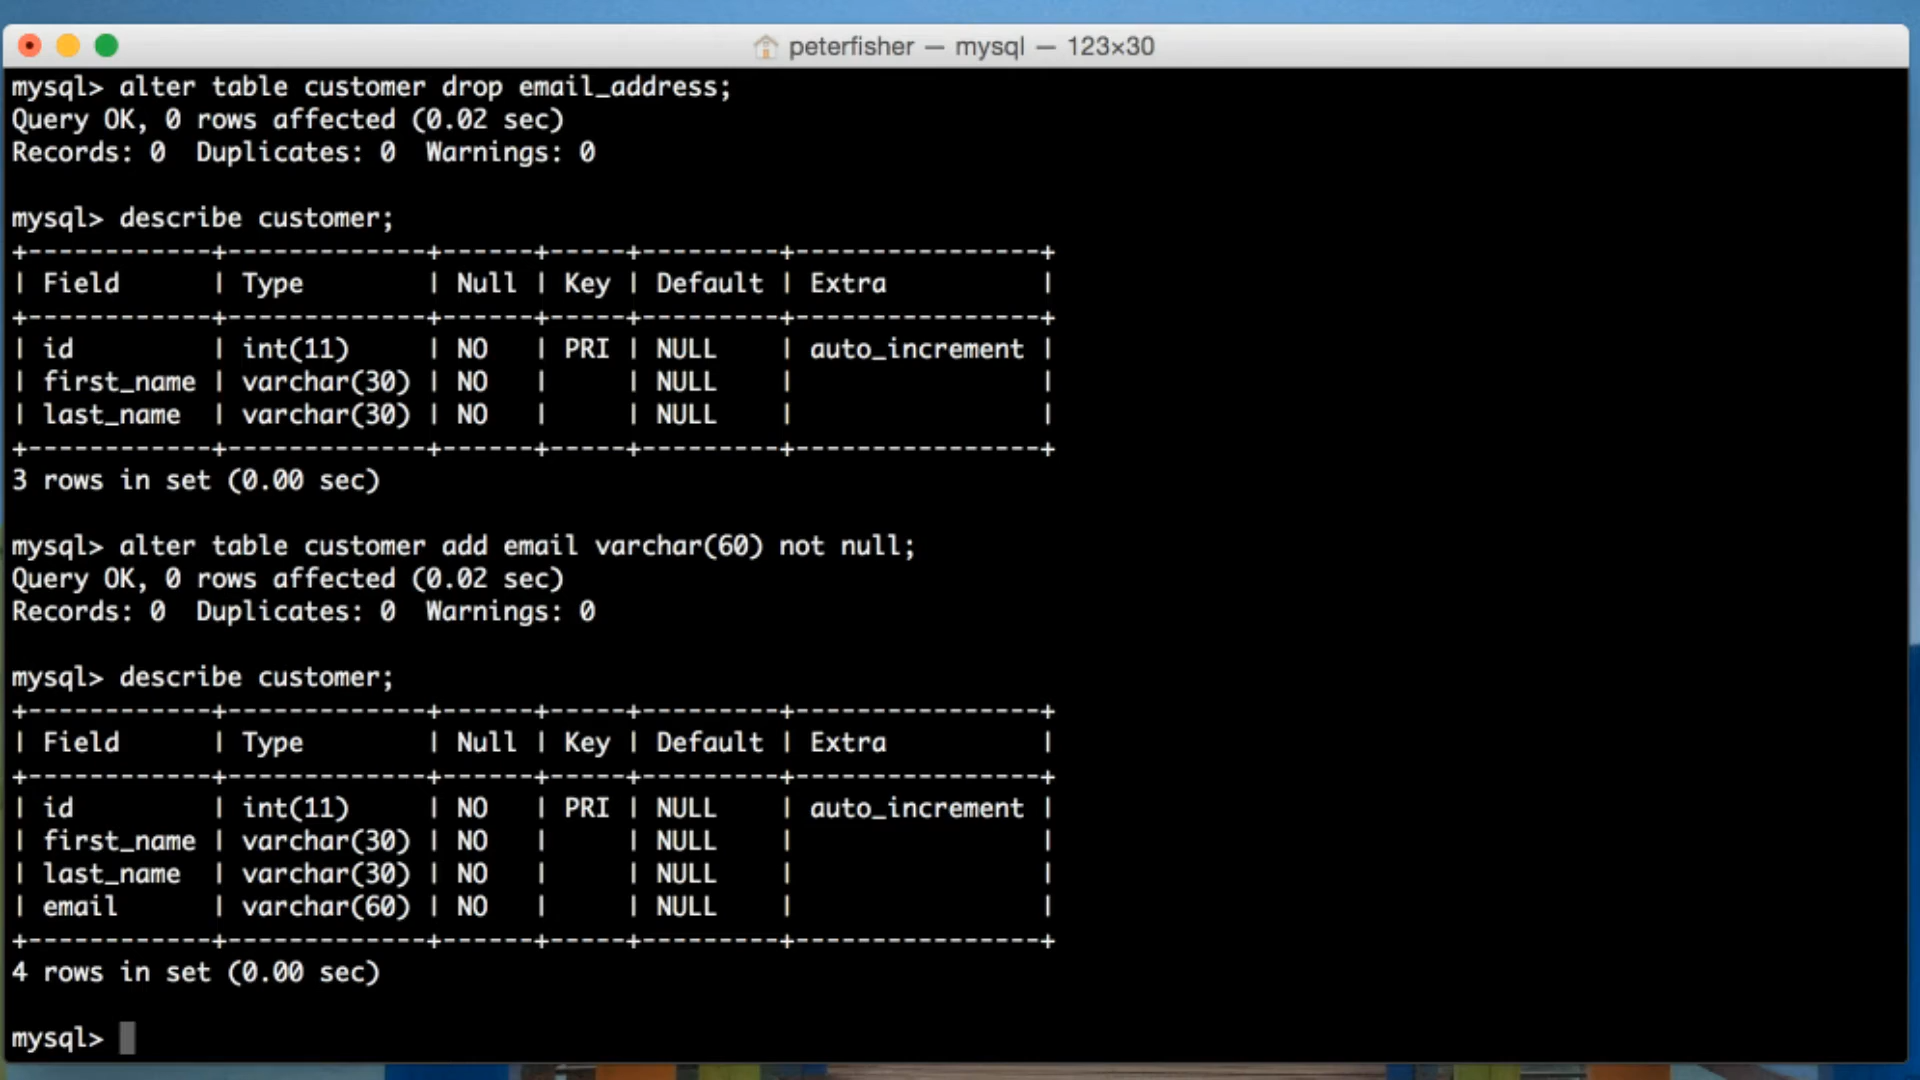 peterfisher — mysql — 123×30
mysql> alter table customer drop email_address;
Query OK, 0 rows affected (0.02 sec)
Records: 0  Duplicates: 0  Warnings: 0

mysql> describe customer;
+------------+-------------+------+-----+---------+----------------+
| Field      | Type        | Null | Key | Default | Extra          |
+------------+-------------+------+-----+---------+----------------+
| id         | int(11)     | NO   | PRI | NULL    | auto_increment |
| first_name | varchar(30) | NO   |     | NULL    |                |
| last_name  | varchar(30) | NO   |     | NULL    |                |
+------------+-------------+------+-----+---------+----------------+
3 rows in set (0.00 sec)

mysql> alter table customer add email varchar(60) not null;
Query OK, 0 rows affected (0.02 sec)
Records: 0  Duplicates: 0  Warnings: 0

mysql> describe customer;
+------------+-------------+------+-----+---------+----------------+
| Field      | Type        | Null | Key | Default | Extra          |
+------------+-------------+------+-----+---------+----------------+
| id         | int(11)     | NO   | PRI | NULL    | auto_increment |
| first_name | varchar(30) | NO   |     | NULL    |                |
| last_name  | varchar(30) | NO   |     | NULL    |                |
| email      | varchar(60) | NO   |     | NULL    |                |
+------------+-------------+------+-----+---------+----------------+
4 rows in set (0.00 sec)

mysql>